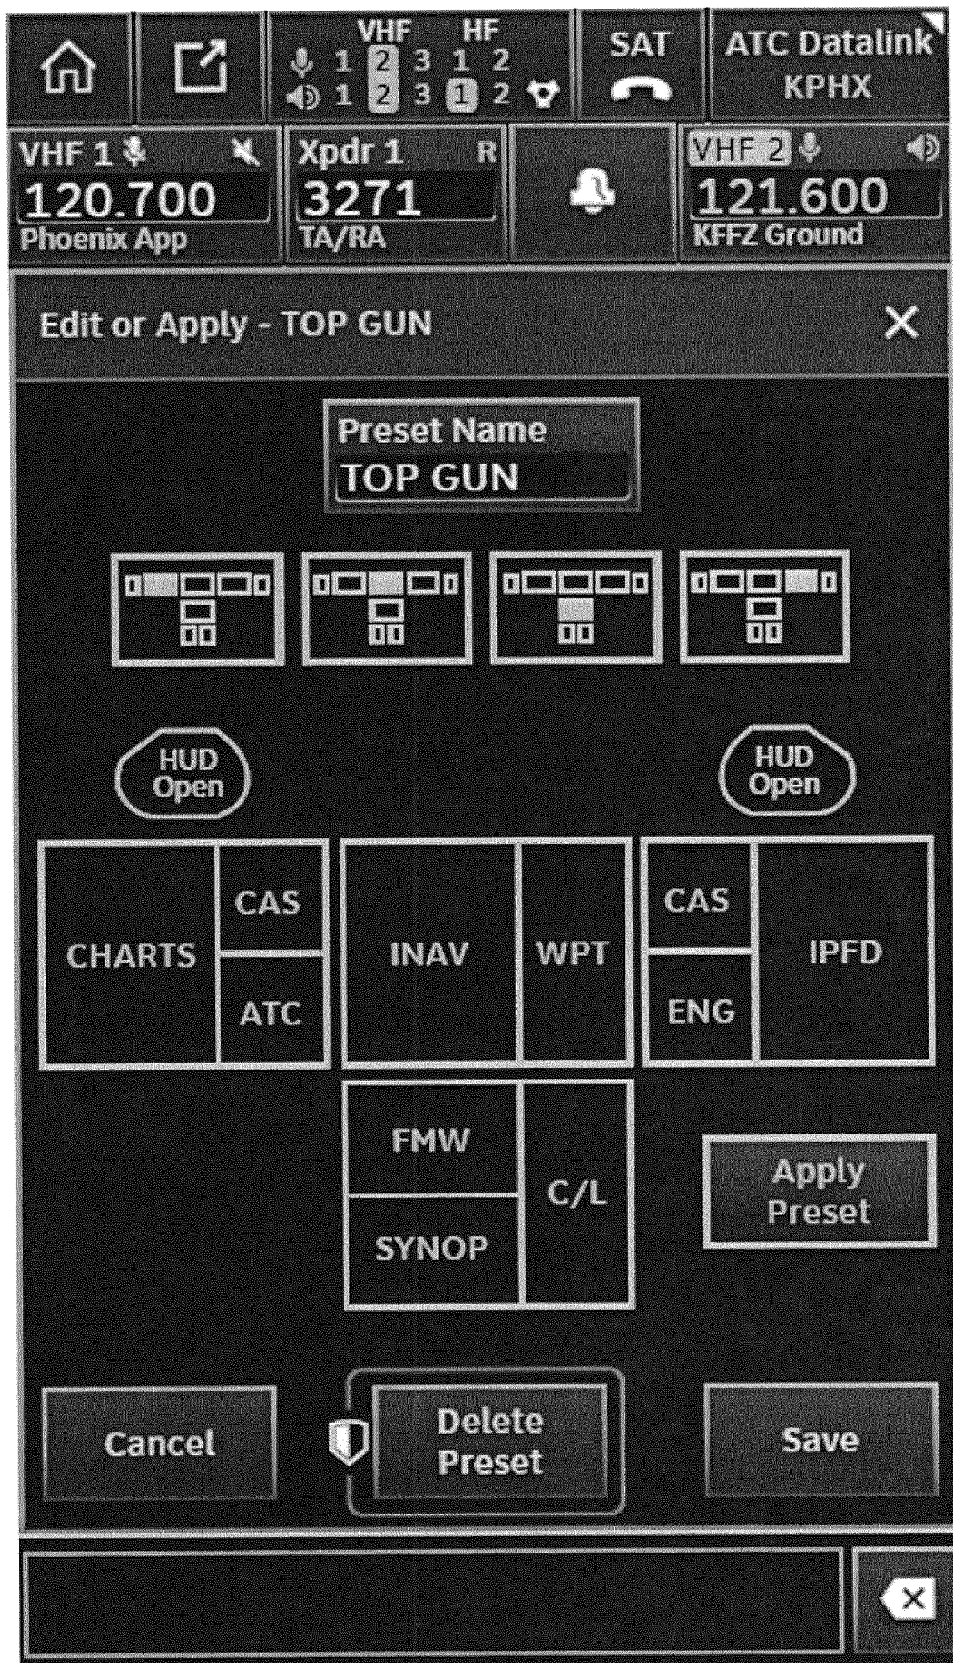 VHF HF
1 2 3 1 2
1 2 3 1 2
SAT
ATC Datalink
KPHX
VHF 1
120.700
Phoenix App
Xpdr 1 R
3271
TA/RA
VHF 2
121.600
KFFZ Ground
Edit or Apply - TOP GUN
Preset Name
TOP GUN
HUD
Open
HUD
Open
CHARTS
CAS
ATC
INAV
WPT
CAS
ENG
IPFD
FMW
SYNOP
C/L
Apply
Preset
Cancel
Delete
Preset
Save